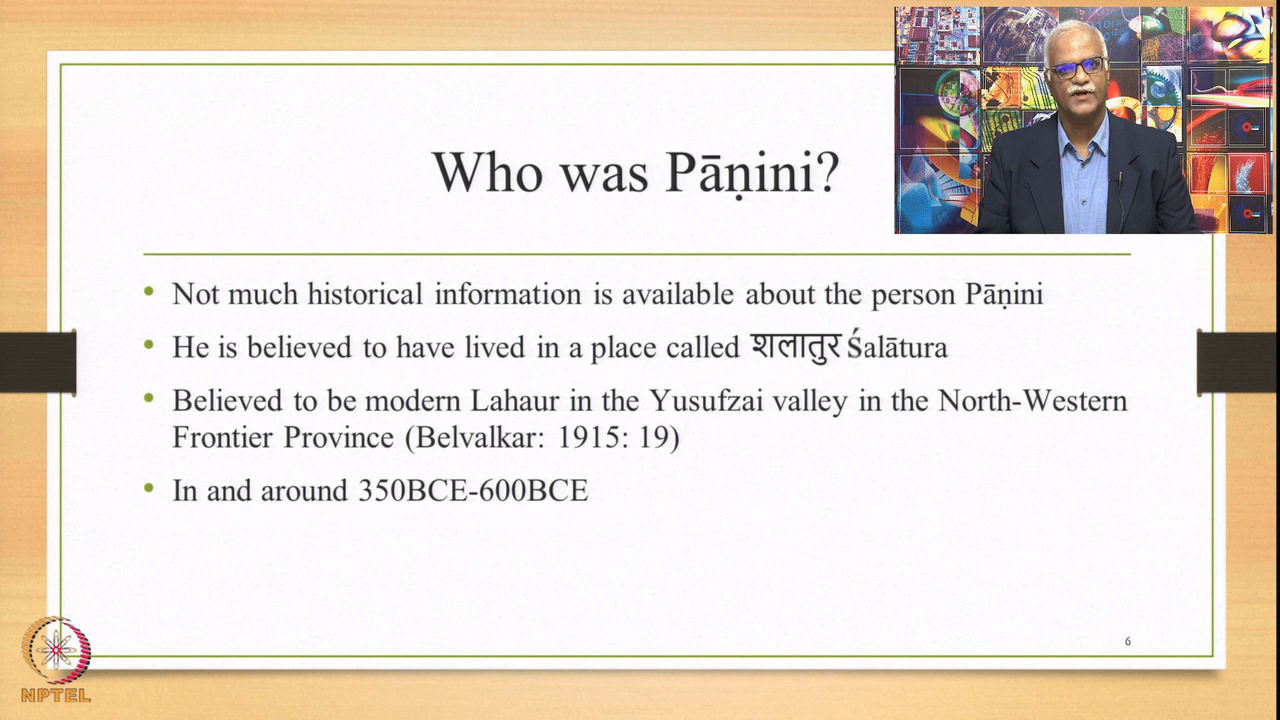 Who was Pāṇini?
• Not much historical information is available about the person Pāṇini
• He is believed to have lived in a place called शलातुर Śalātura
• Believed to be modern Lahaur in the Yusufzai valley in the North-Western
Frontier Province (Belvalkar: 1915: 19)
• In and around 350BCE-600BCE
6
NPTEL